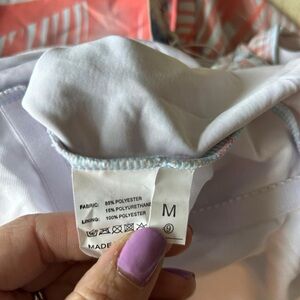 FABRIC: 85% POLYESTER
15% POLYURETHANE
LINING: 100% POLYESTER
M
MADE